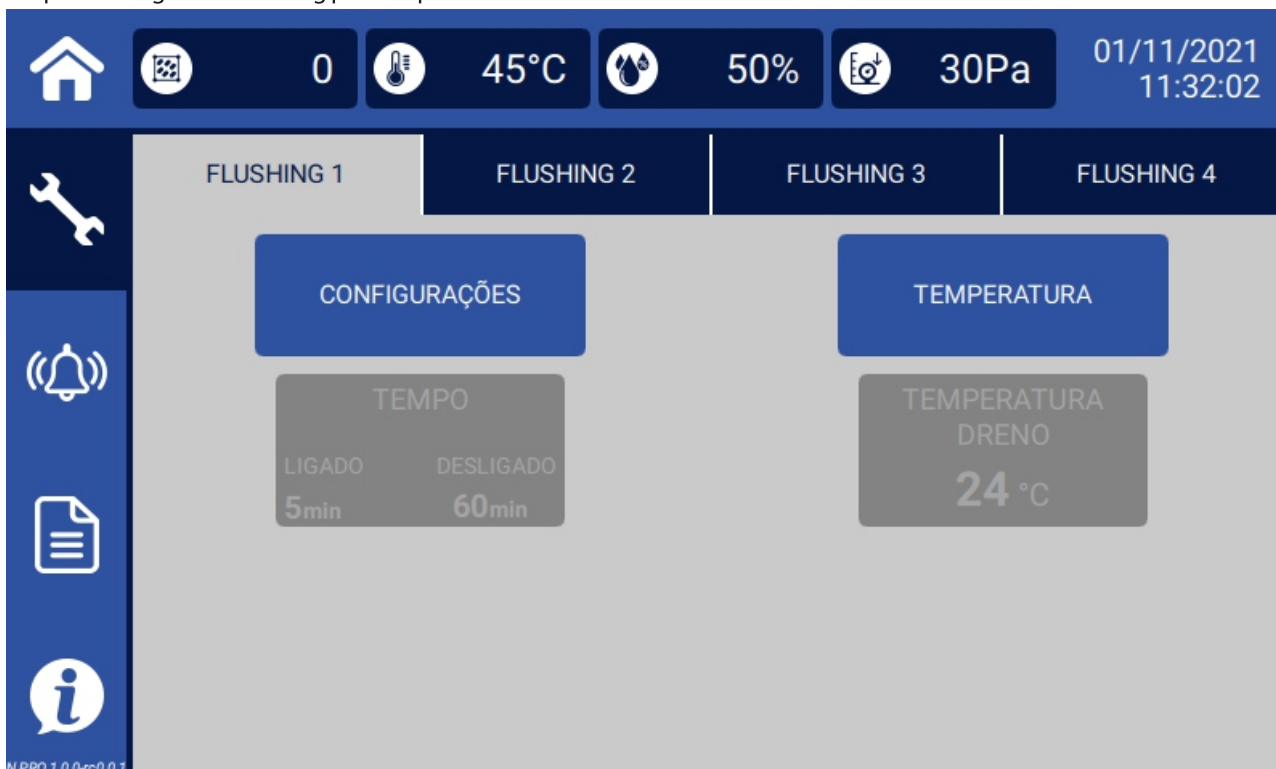 0 45°C 50% 30Pa 01/11/2021
11:32:02
FLUSHING 1 FLUSHING 2 FLUSHING 3 FLUSHING 4
CONFIGURAÇÕES TEMPERATURA
TEMPO
LIGADO DESLIGADO
5min 60min
TEMPERATURA
DRENO
24 °C